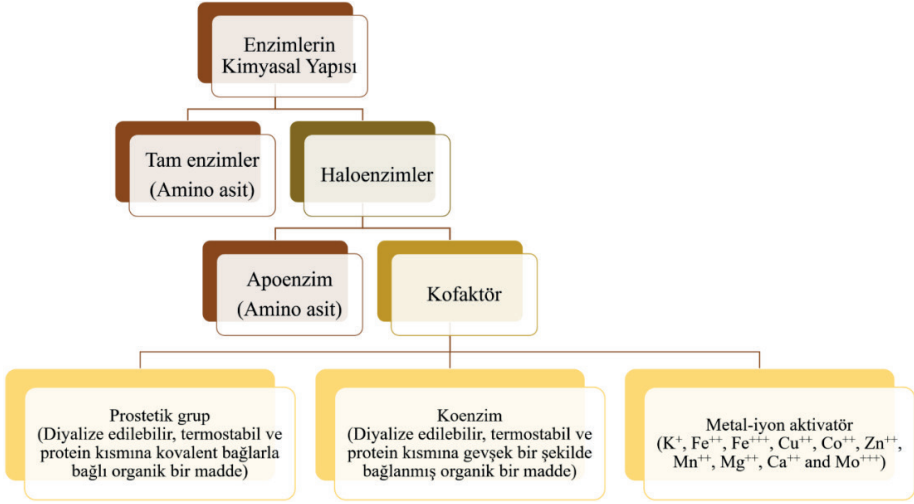 Enzimlerin
Kimyasal Yapısı
Tam enzimler
(Amino asit)
Haloenzimler
Apoenzim
(Amino asit)
Kofaktör
Prostetik grup
(Diyalize edilebilir, termostabil ve
protein kısmına kovalent bağlarla
bağlı organik bir madde)
Koenzim
(Diyalize edilebilir, termostabil ve
protein kısmına gevşek bir şekilde
bağlanmış organik bir madde)
Metal-iyon aktivatör
(K⁺, Fe⁺⁺, Fe⁺⁺⁺, Cu⁺⁺, Co⁺⁺, Zn⁺⁺,
Mn⁺⁺, Mg⁺⁺, Ca⁺⁺ and Mo⁺⁺⁺)